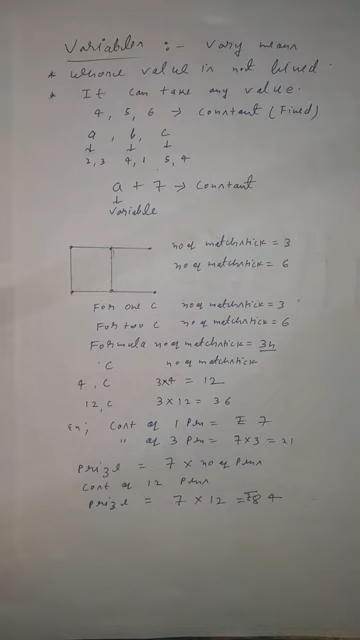 Variables :- Vary means
* whose value is not fixed.
* It can take any value.
4, 5, 6 → Constant (Fixed)
a, b, c
↓ ↓ ↓
2,3 4,1 5,4
a + 7 → Constant
↓
Variable
no of matchstick = 3
no of matchstick = 6
For one C no of matchstick = 3
For two C no of matchstick = 6
Formula no of matchstick = 3n
C no of matchstick
4, C 3x4 = 12
12, C 3 x 12 = 36
Ex; Cost of 1 Pen = ₹ 7
" of 3 Pen = 7 x 3 = 21
Prize = 7 x no of Pens
Cost of 12 Pens
Prize = 7 x 12 = ₹84